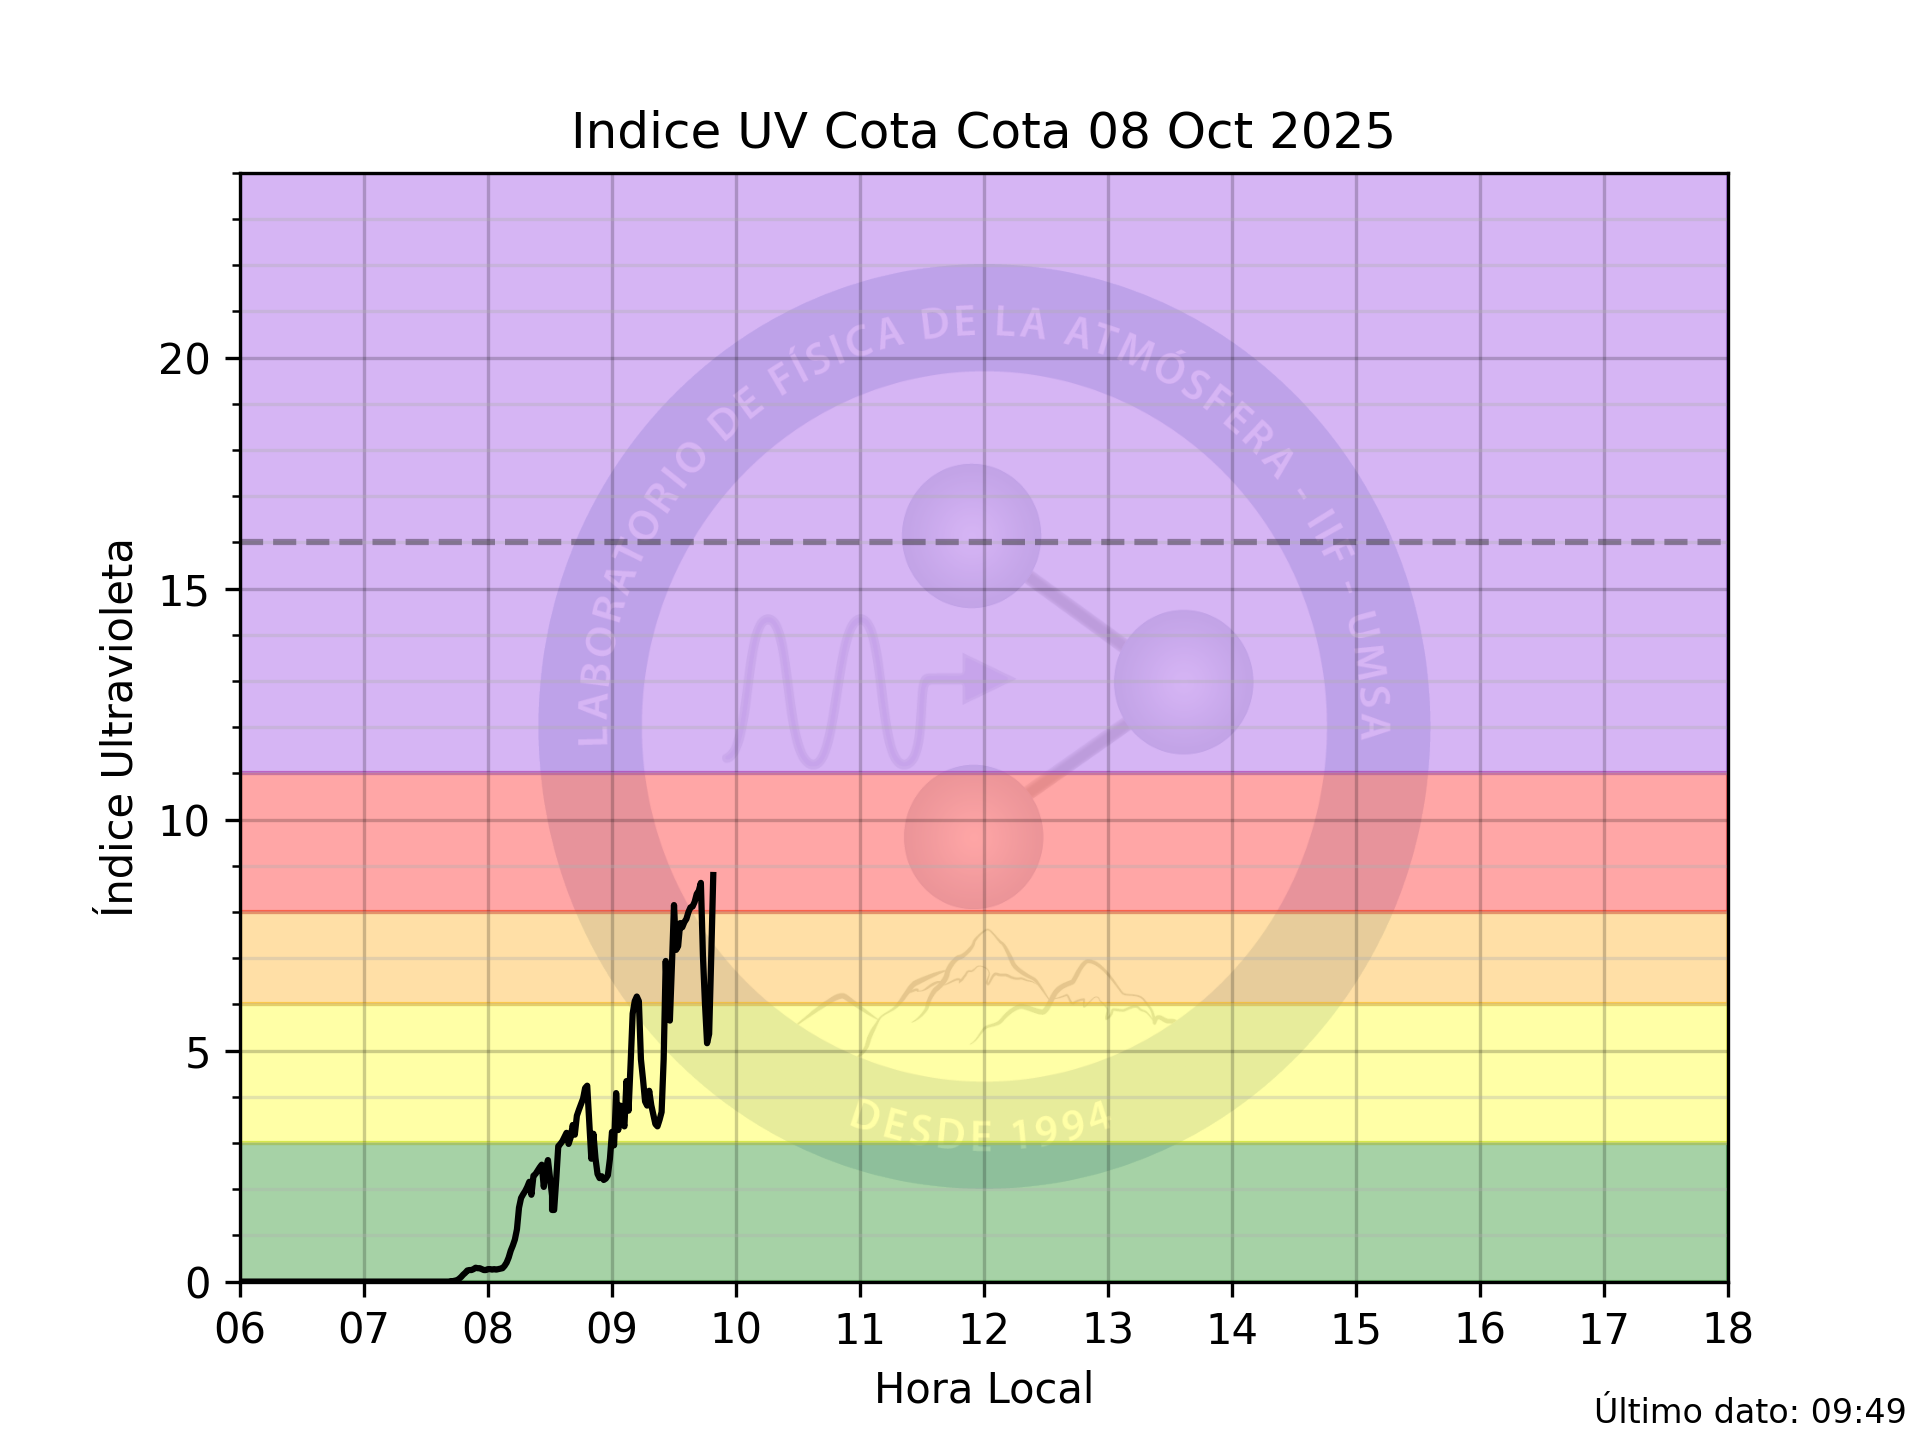 Indice UV Cota Cota 08 Oct 2025
LABORATORIO DE FÍSICA DE LA ATMÓSFERA - IIF - UMSA
DESDE 1994
Índice Ultravioleta
20
15
10
5
0
06 07 08 09 10 11 12 13 14 15 16 17 18
Hora Local
Último dato: 09:49